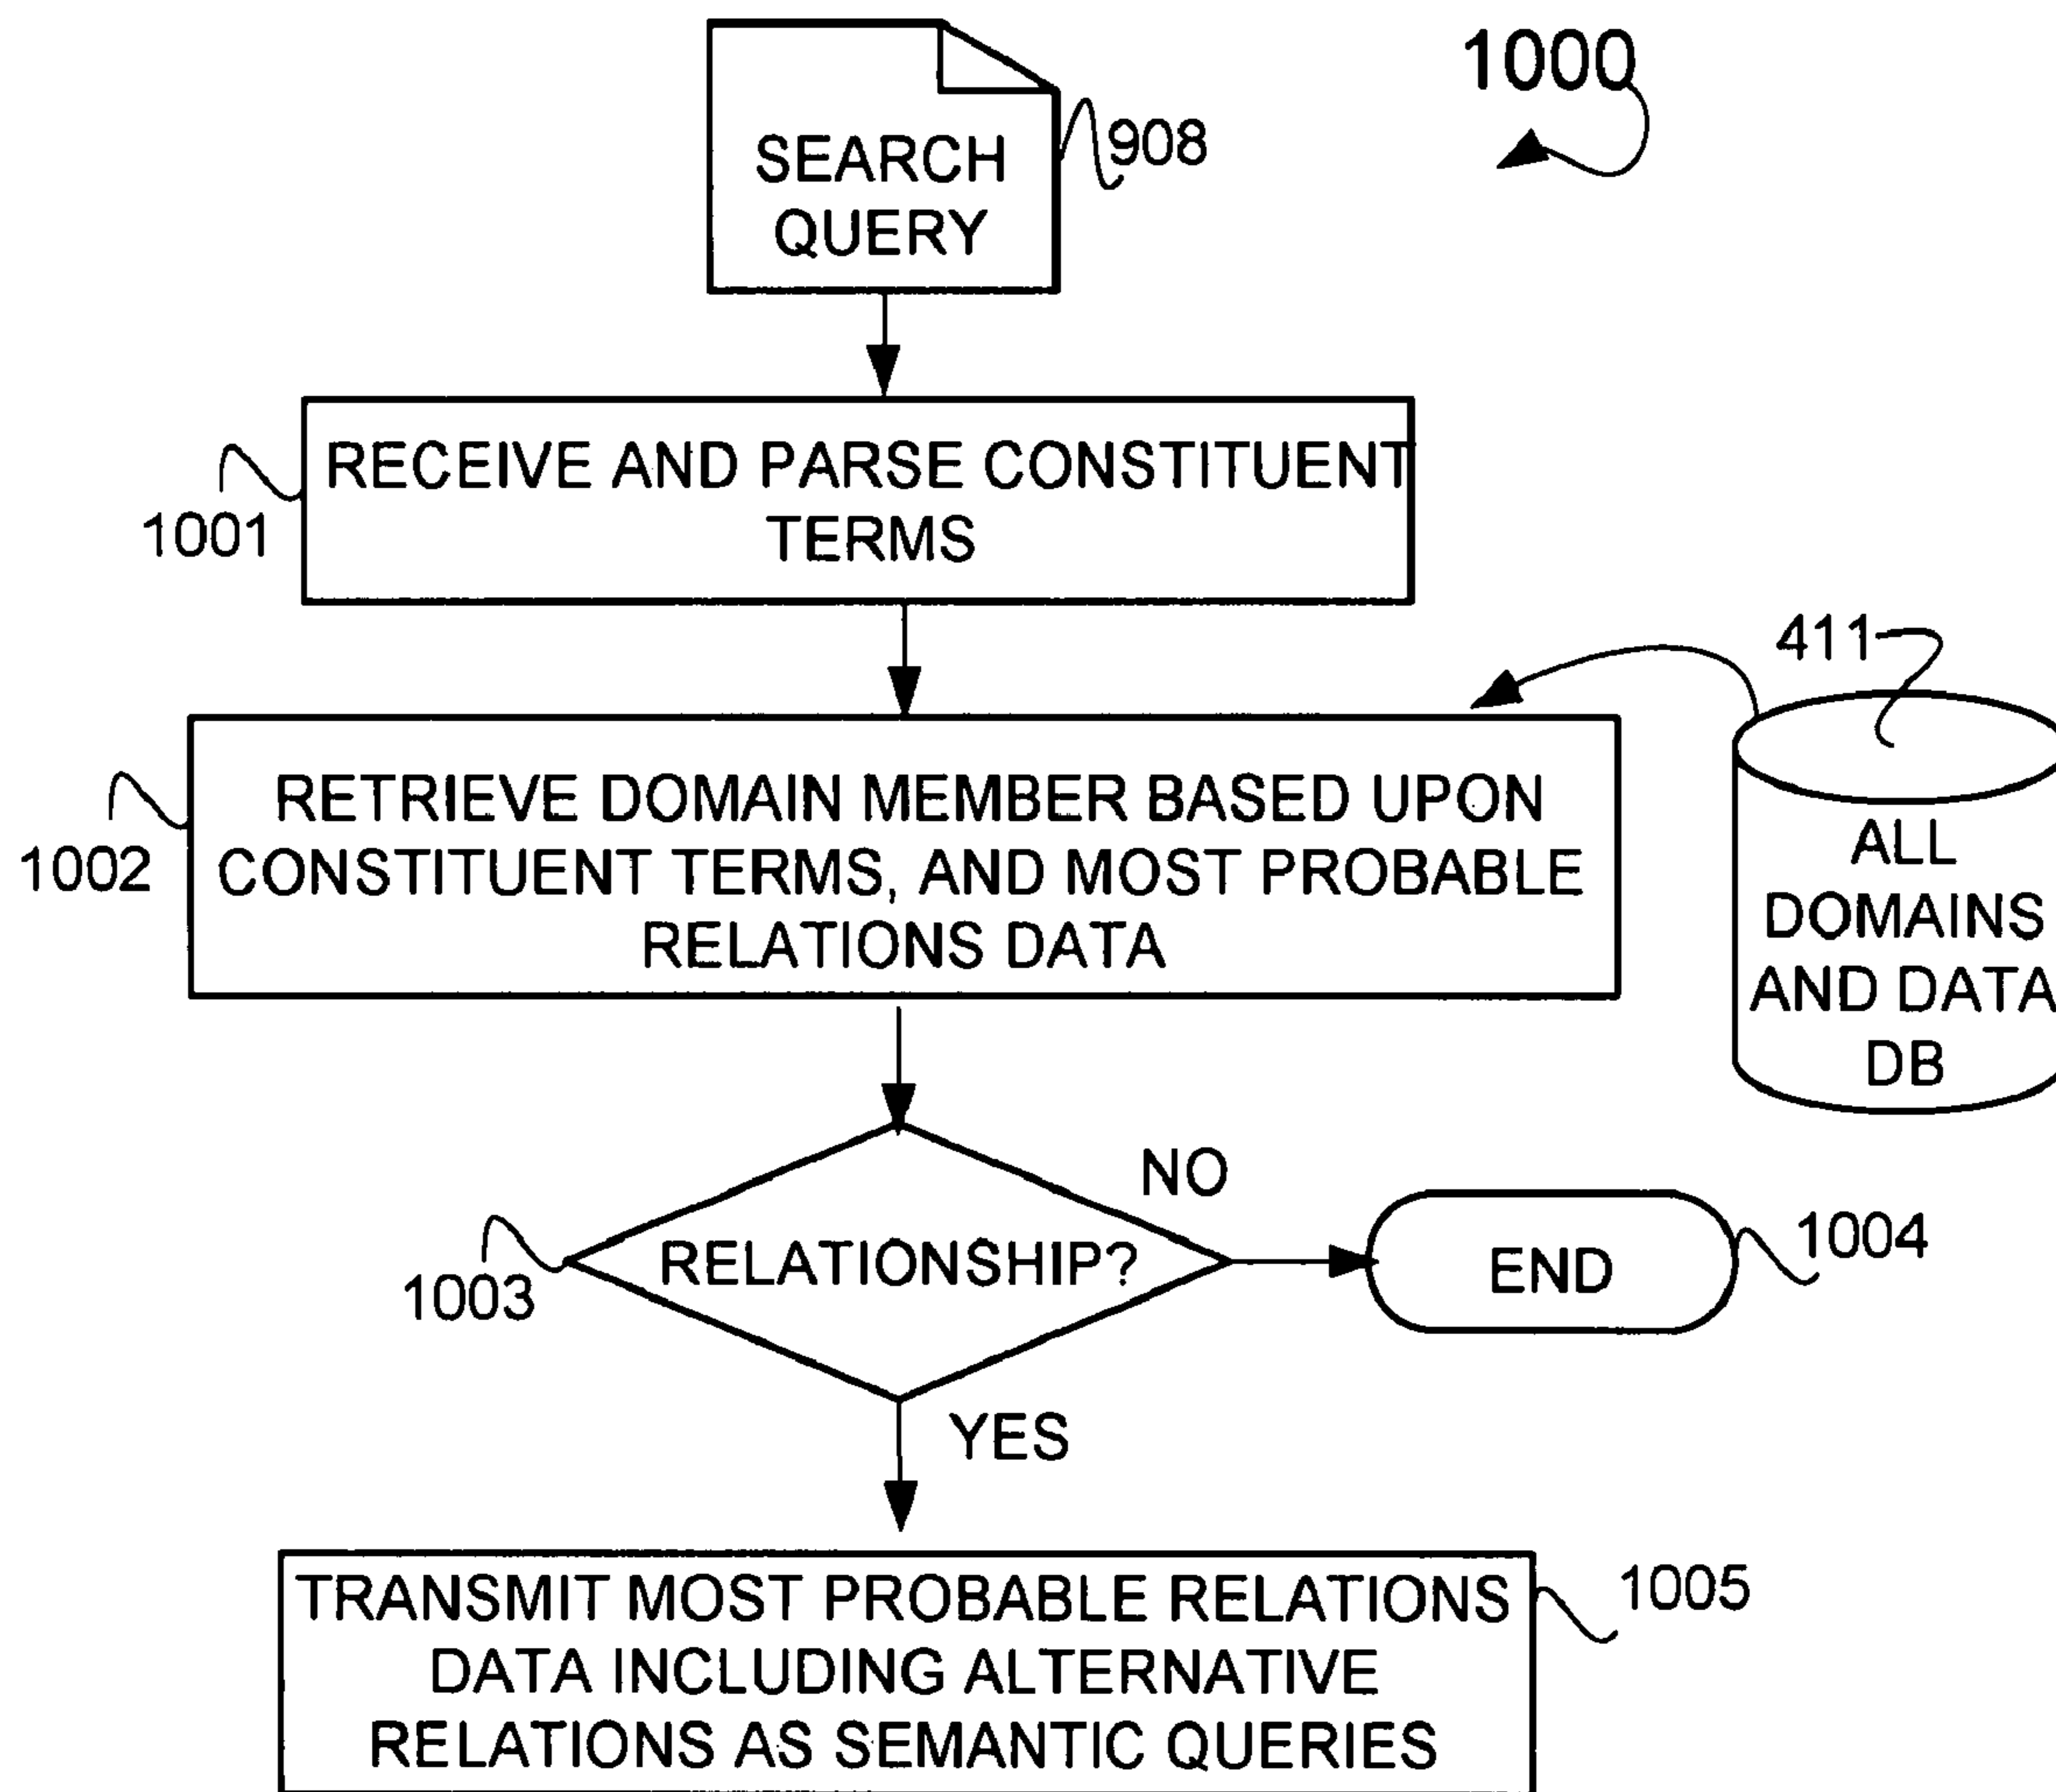 1000
SEARCH
QUERY
908
RECEIVE AND PARSE CONSTITUENT
TERMS
1001
411
RETRIEVE DOMAIN MEMBER BASED UPON
CONSTITUENT TERMS, AND MOST PROBABLE
RELATIONS DATA
1002
ALL
DOMAINS
AND DATA
DB
NO
RELATIONSHIP?
1003
END
1004
YES
TRANSMIT MOST PROBABLE RELATIONS
DATA INCLUDING ALTERNATIVE
RELATIONS AS SEMANTIC QUERIES
1005